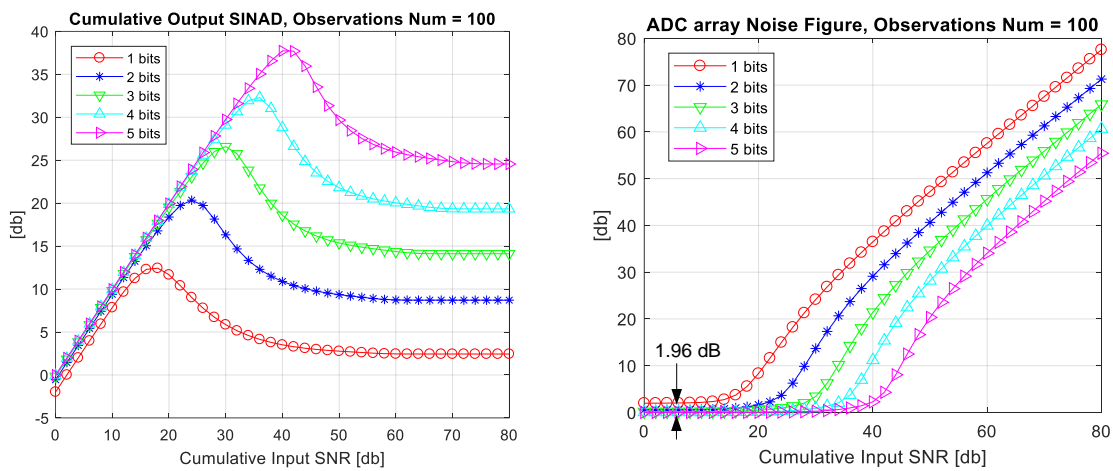 Cumulative Output SINAD, Observations Num = 100
40
35
30
25
20
15
10
5
0
-5
[db]
1 bits
2 bits
3 bits
4 bits
5 bits
0 10 20 30 40 50 60 70 80
Cumulative Input SNR [db]
ADC array Noise Figure, Observations Num = 100
80
70
60
50
40
30
20
10
0
[db]
1 bits
2 bits
3 bits
4 bits
5 bits
1.96 dB
0 20 40 60 80
Cumulative Input SNR [db]